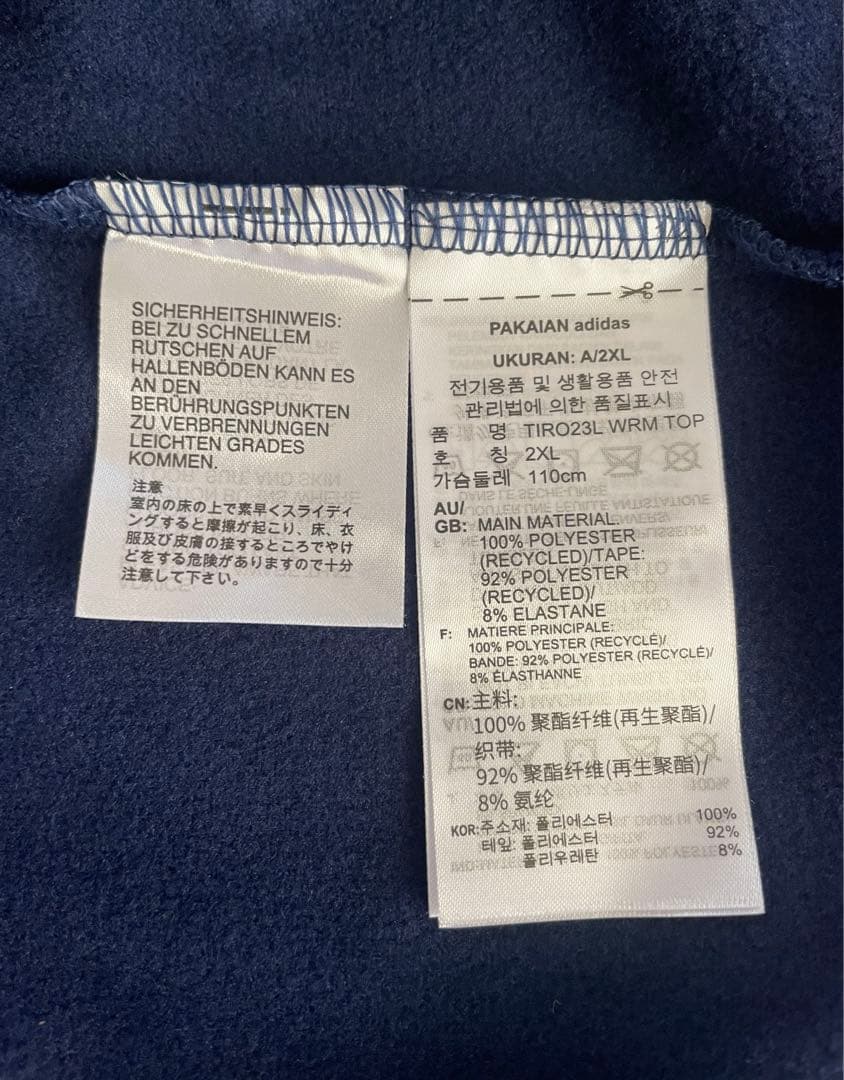 SICHERHEITSHINWEIS:
BEI ZU SCHNELLEM
RUTSCHEN AUF
HALLENBÖDEN KANN ES
AN DEN
BERÜHRUNGSPUNKTEN
ZU VERBRENNUNGEN
LEICHTEN GRADES
KOMMEN.
注意
室内の床の上で素早くスライディ
ングすると摩擦が起こり、床、衣
服及び皮膚の接するところでやけ
どをする危険がありますので十分
注意して下さい。
PAKAIAN adidas
UKURAN: A/2XL
전기용품 및 생활용품 안전
관리법에 의한 품질표시
품 명 TIRO23L WRM TOP
호 칭 2XL
가슴둘레 110cm
AU/
GB: MAIN MATERIAL:
100% POLYESTER
(RECYCLED)/TAPE:
92% POLYESTER
(RECYCLED)/
8% ELASTANE
F: MATIERE PRINCIPALE:
100% POLYESTER (RECYCLÉ)/
BANDE: 92% POLYESTER (RECYCLÉ)/
8% ÉLASTHANNE
CN: 主料:
100% 聚酯纤维(再生聚酯)/
织带:
92% 聚酯纤维(再生聚酯)/
8% 氨纶
KOR: 주소재: 폴리에스터 100%
테잎: 폴리에스터 92%
폴리우레탄 8%